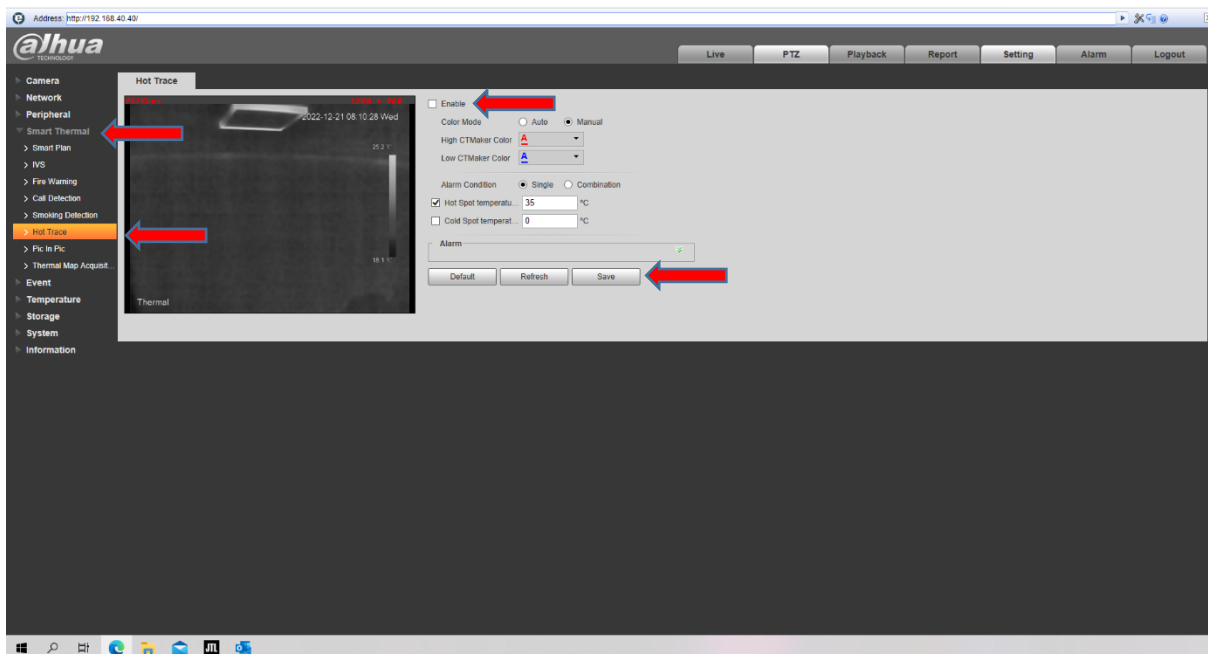 Address: http://192.168.40.40/
alhua
TECHNOLOGY
Live PTZ Playback Report Setting Alarm Logout
Camera
Network
Peripheral
Smart Thermal
Smart Plan
IVS
Fire Warning
Call Detection
Smoking Detection
Hot Trace
Pic In Pic
Thermal Map Acquisit...
Event
Temperature
Storage
System
Information
Hot Trace
2022-12-21 08:10:28 Wed
25.2 °C
18.1 °C
Thermal
Enable
Color Mode Auto Manual
High CTMaker Color A
Low CTMaker Color A
Alarm Condition Single Combination
Hot Spot temperatu... 35 °C
Cold Spot temperat... 0 °C
Alarm
Default Refresh Save